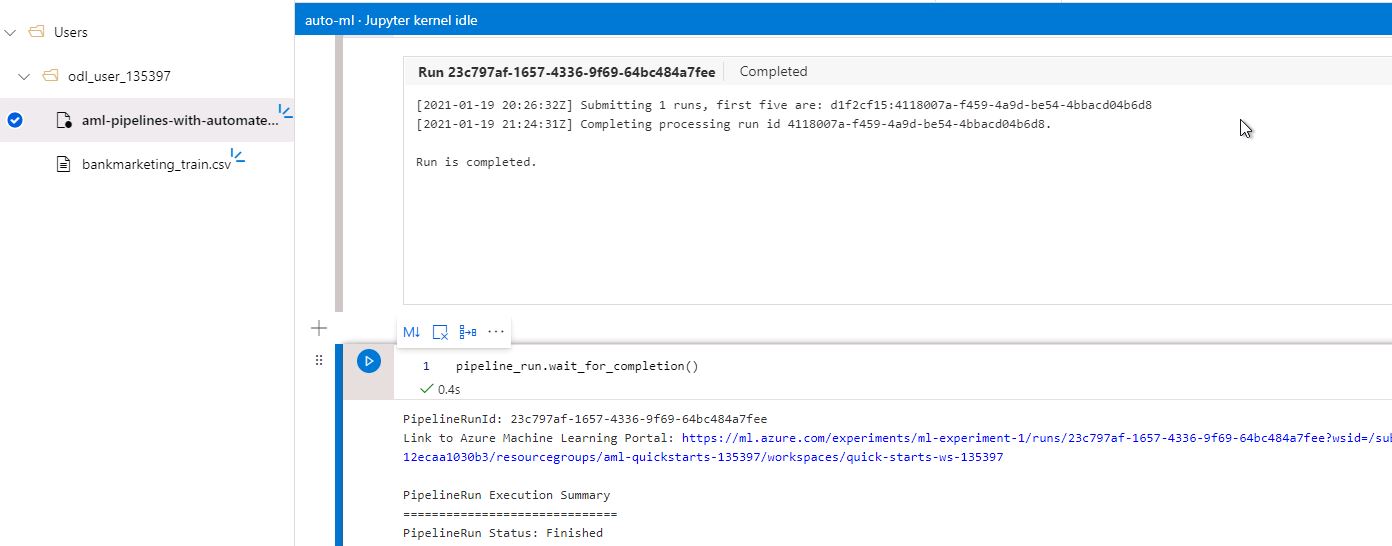 Users
odl_user_135397
aml-pipelines-with-automate...
bankmarketing_train.csv
auto-ml · Jupyter kernel idle
Run 23c797af-1657-4336-9f69-64bc484a7fee Completed
[2021-01-19 20:26:32Z] Submitting 1 runs, first five are: d1f2cf15:4118007a-f459-4a9d-be54-4bbacd04b6d8
[2021-01-19 21:24:31Z] Completing processing run id 4118007a-f459-4a9d-be54-4bbacd04b6d8.
Run is completed.
M↓ ...
1 pipeline_run.wait_for_completion()
0.4s
PipelineRunId: 23c797af-1657-4336-9f69-64bc484a7fee
Link to Azure Machine Learning Portal: https://ml.azure.com/experiments/ml-experiment-1/runs/23c797af-1657-4336-9f69-64bc484a7fee?wsid=/sub
12ecaa1030b3/resourcegroups/aml-quickstarts-135397/workspaces/quick-starts-ws-135397
PipelineRun Execution Summary
==============================
PipelineRun Status: Finished